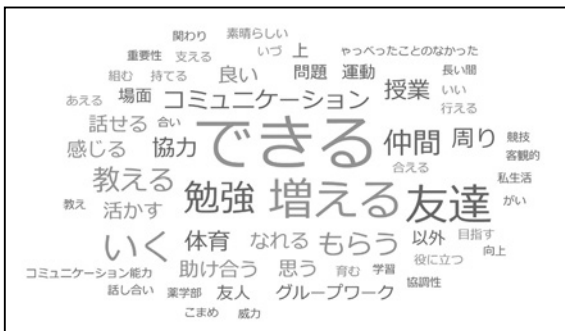 関わり 素晴らしい
重要性 支える いづ 上 やっべったことのなかった
組む 持てる 良い 問題 運動 長い間
あえる 場面 コミュニケーション 授業 いい
行える
話せる 合い できる 仲間 周り 競技
感じる 協力 客観的
合える
教える 勉強 増える 友達 私生活
教え 活かす がい
いく 体育 なれる もらう 以外 目指す
向上
コミュニケーション能力 助け合う 思う 育む 学習 役に立つ
話し合い 薬学部 友人 グループワーク 協調性
こまめ 威力